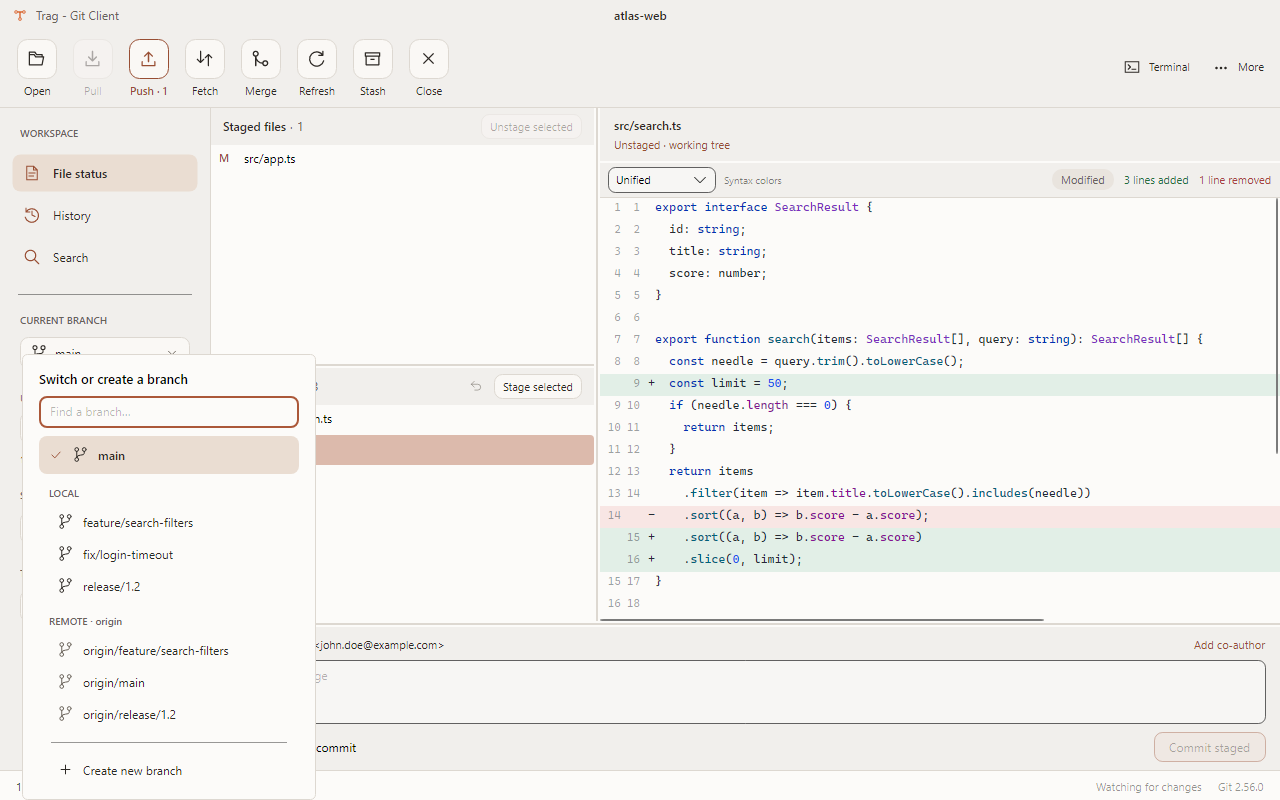 Trag - Git Client
atlas-web
Open
Pull
Push · 1
Fetch
Merge
Refresh
Stash
Close
Terminal
More
WORKSPACE
File status
History
Search
CURRENT BRANCH
main
Switch or create a branch
Find a branch...
main
LOCAL
feature/search-filters
fix/login-timeout
release/1.2
REMOTE · origin
origin/feature/search-filters
origin/main
origin/release/1.2
Create new branch
Staged files · 1
Unstage selected
M src/app.ts
Stage selected
src/search.ts
Unstaged · working tree
Unified
Syntax colors
Modified
3 lines added
1 line removed
1 1 export interface SearchResult {
2 2 id: string;
3 3 title: string;
4 4 score: number;
5 5 }
6 6
7 7 export function search(items: SearchResult[], query: string): SearchResult[] {
8 8 const needle = query.trim().toLowerCase();
9 + const limit = 50;
9 10 if (needle.length === 0) {
10 11 return items;
11 12 }
12 13 return items
13 14 .filter(item => item.title.toLowerCase().includes(needle))
14 - .sort((a, b) => b.score - a.score);
15 + .sort((a, b) => b.score - a.score)
16 + .slice(0, limit);
15 17 }
16 18
<john.doe@example.com>
Add co-author
commit
Commit staged
Watching for changes
Git 2.56.0